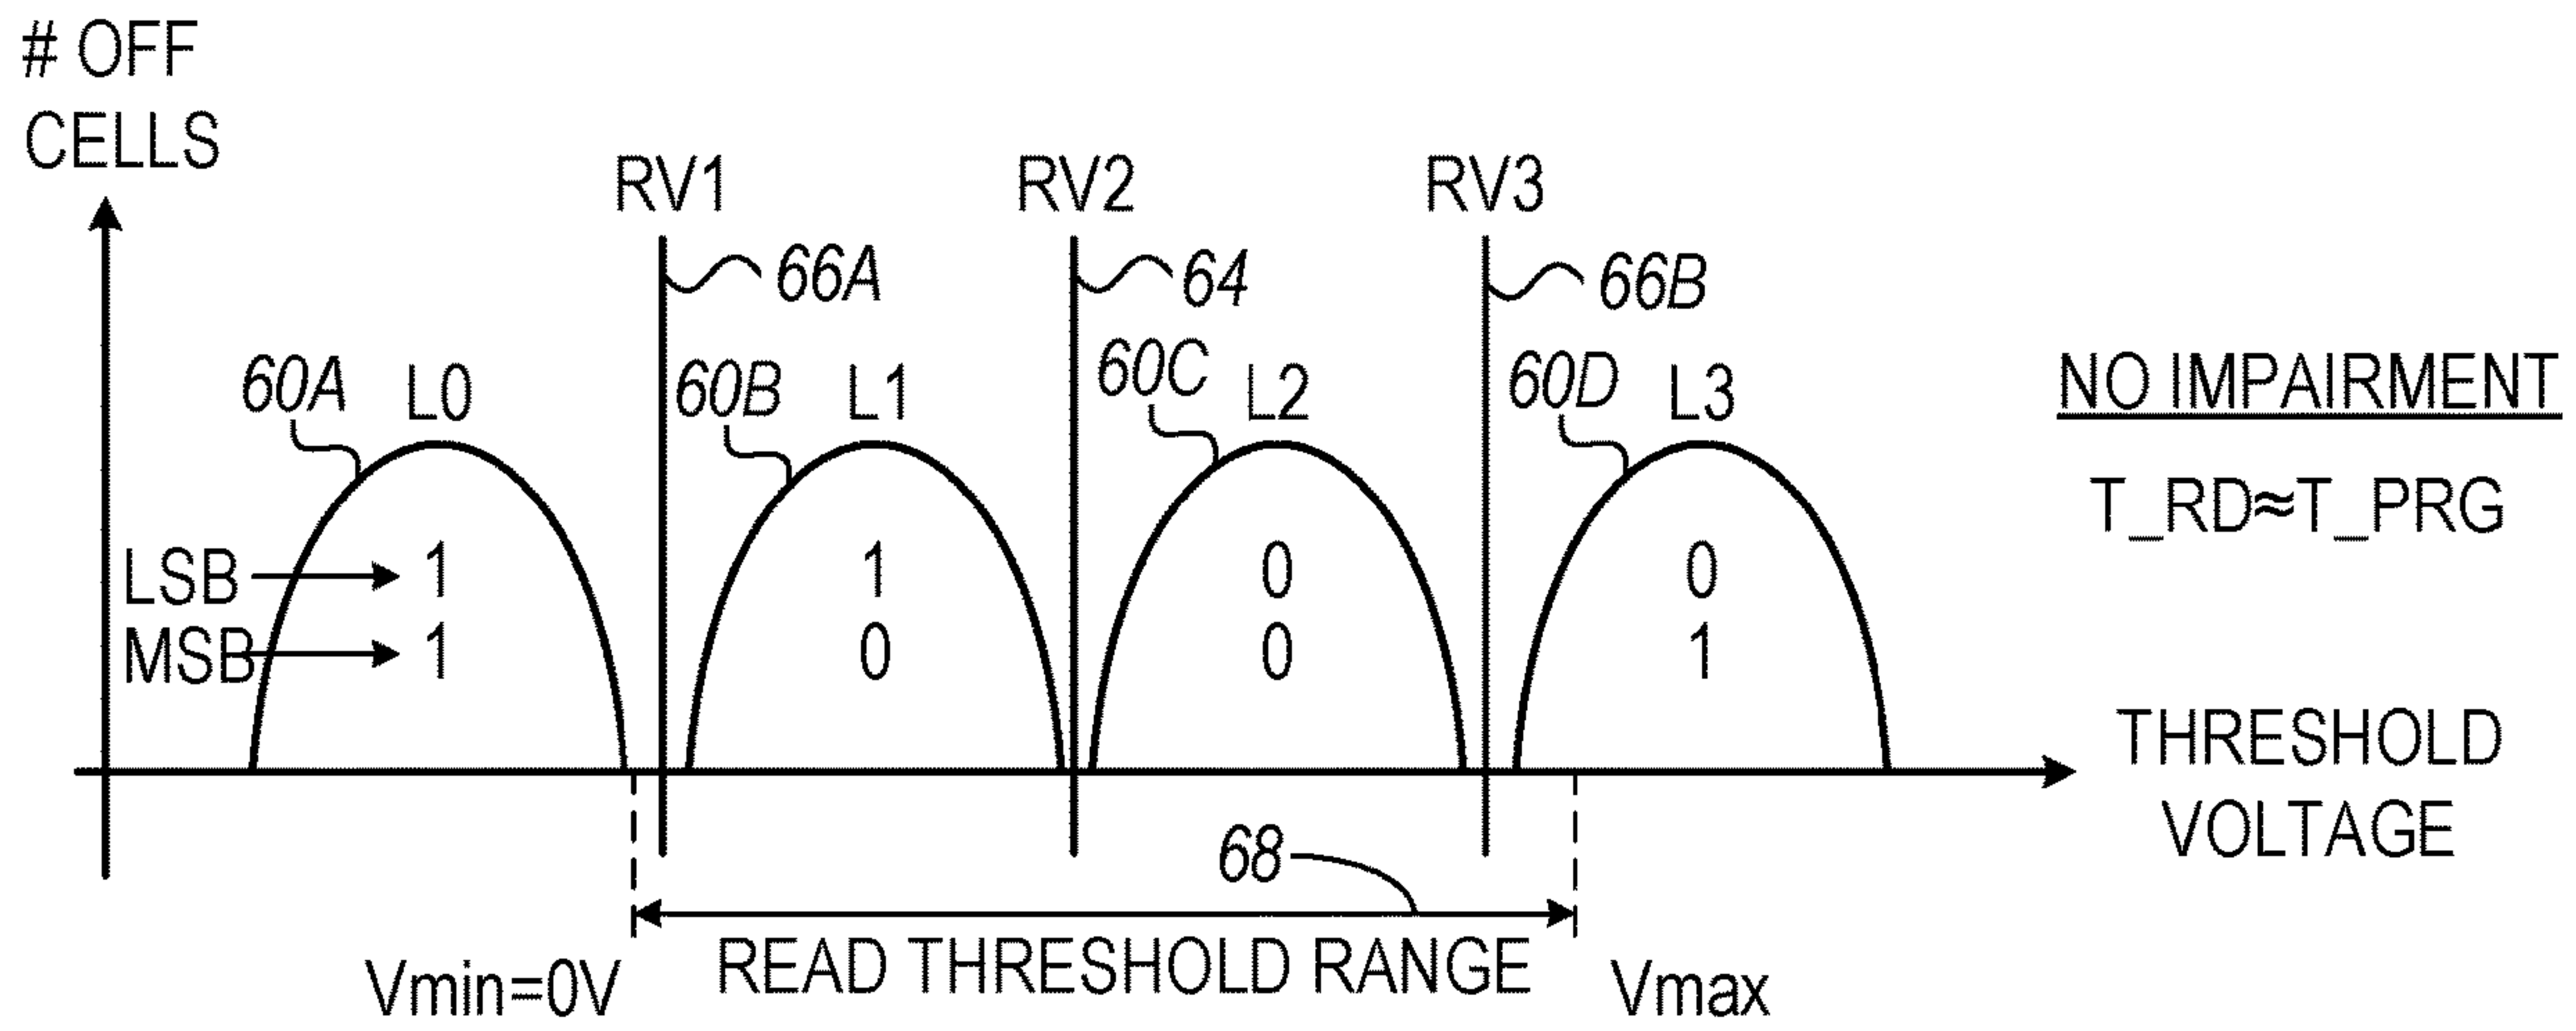 # OFF
CELLS
RV1
RV2
RV3
66A
64
66B
60A
L0
60B
L1
60C
L2
60D
L3
NO IMPAIRMENT
T_RD≈T_PRG
LSB
1
1
0
0
MSB
1
0
0
1
THRESHOLD
VOLTAGE
68
READ THRESHOLD RANGE
Vmin=0V
Vmax